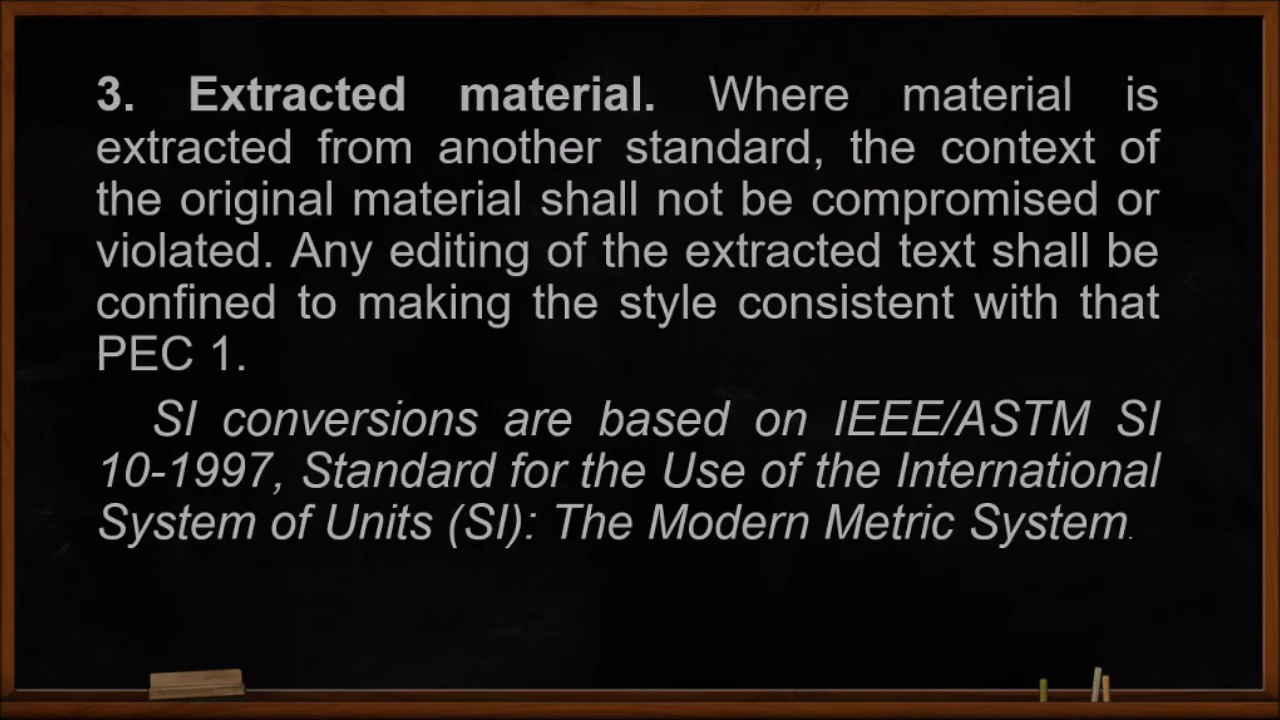 3. Extracted material. Where material is
extracted from another standard, the context of
the original material shall not be compromised or
violated. Any editing of the extracted text shall be
confined to making the style consistent with that
PEC 1.
SI conversions are based on IEEE/ASTM SI
10-1997, Standard for the Use of the International
System of Units (SI): The Modern Metric System.